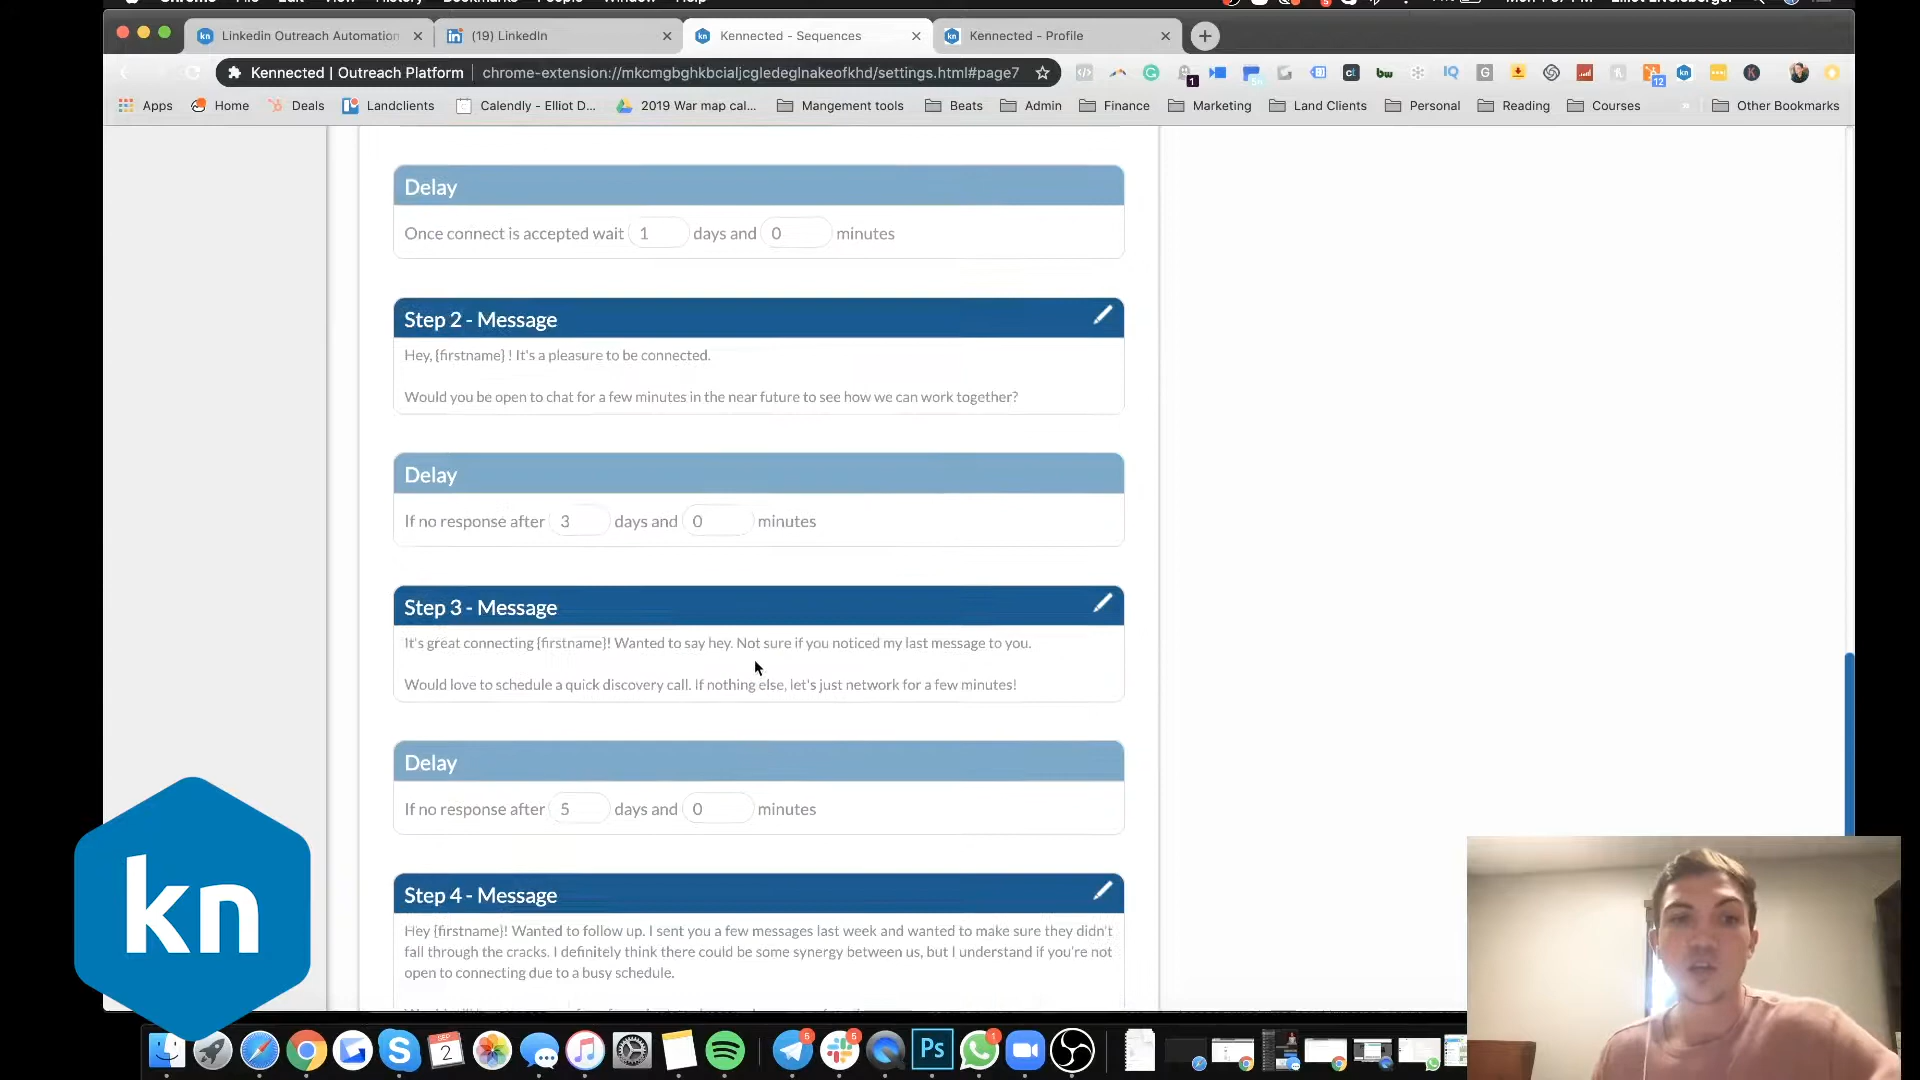 Linkedin Outreach Automation
(19) LinkedIn
Kennected - Sequences
Kennected - Profile
Kennected | Outreach Platform
chrome-extension://mkcmgbghkbcialjcgledeglnakeofkhd/settings.html#page7
Apps
Home
Deals
Landclients
Calendly - Elliot D...
2019 War map cal...
Mangement tools
Beats
Admin
Finance
Marketing
Land Clients
Personal
Reading
Courses
Other Bookmarks
Delay
Once connect is accepted wait 1 days and 0 minutes
Step 2 - Message
Hey, {firstname} ! It's a pleasure to be connected.
Would you be open to chat for a few minutes in the near future to see how we can work together?
Delay
If no response after 3 days and 0 minutes
Step 3 - Message
It's great connecting {firstname}! Wanted to say hey. Not sure if you noticed my last message to you.
Would love to schedule a quick discovery call. If nothing else, let's just network for a few minutes!
Delay
If no response after 5 days and 0 minutes
Step 4 - Message
Hey {firstname}! Wanted to follow up. I sent you a few messages last week and wanted to make sure they didn't
fall through the cracks. I definitely think there could be some synergy between us, but I understand if you're not
open to connecting due to a busy schedule.
kn
SEP
2
Ps